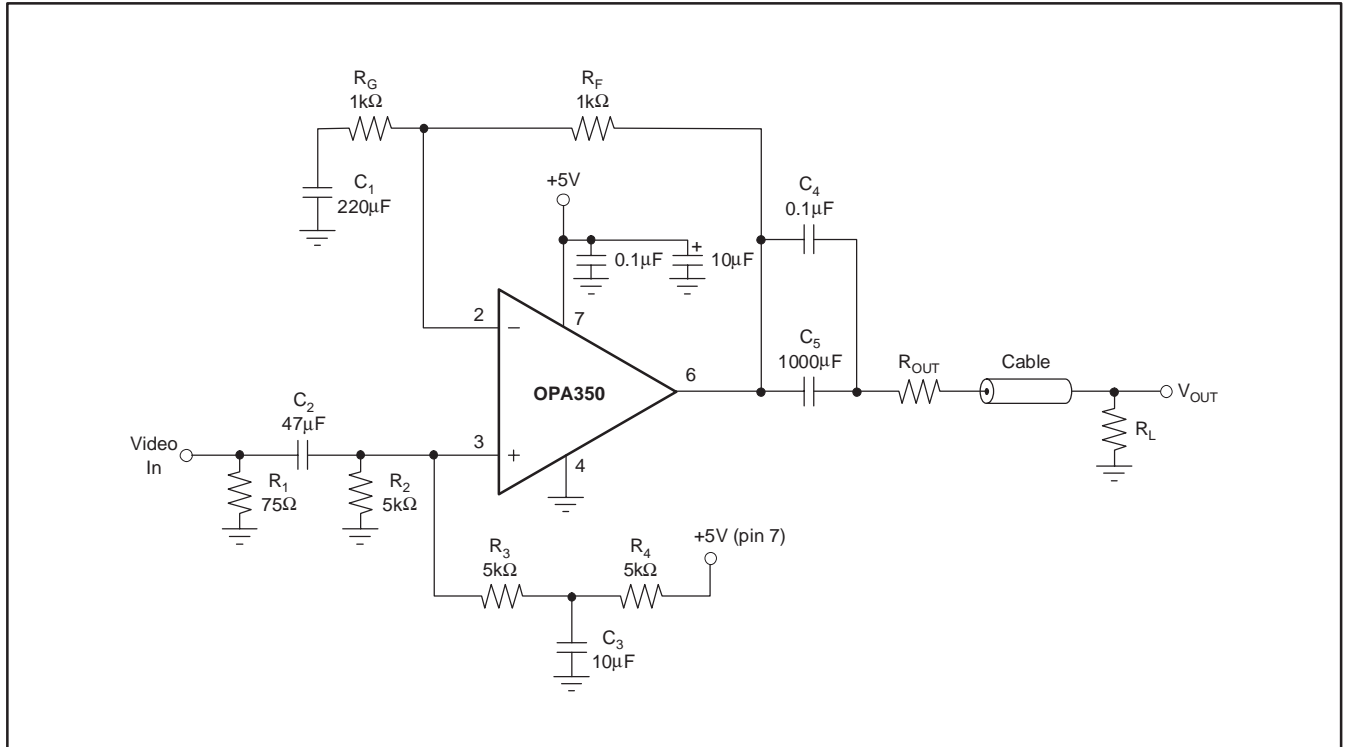 R_G
1kΩ
R_F
1kΩ
C_1
220µF
+5V
C_4
0.1µF
0.1µF
+
10µF
2
−
7
C_5
1000µF
6
R_OUT
Cable
V_OUT
OPA350
R_L
C_2
47µF
Video
In
3
+
4
R_1
75Ω
R_2
5kΩ
+5V (pin 7)
R_3
5kΩ
R_4
5kΩ
C_3
10µF